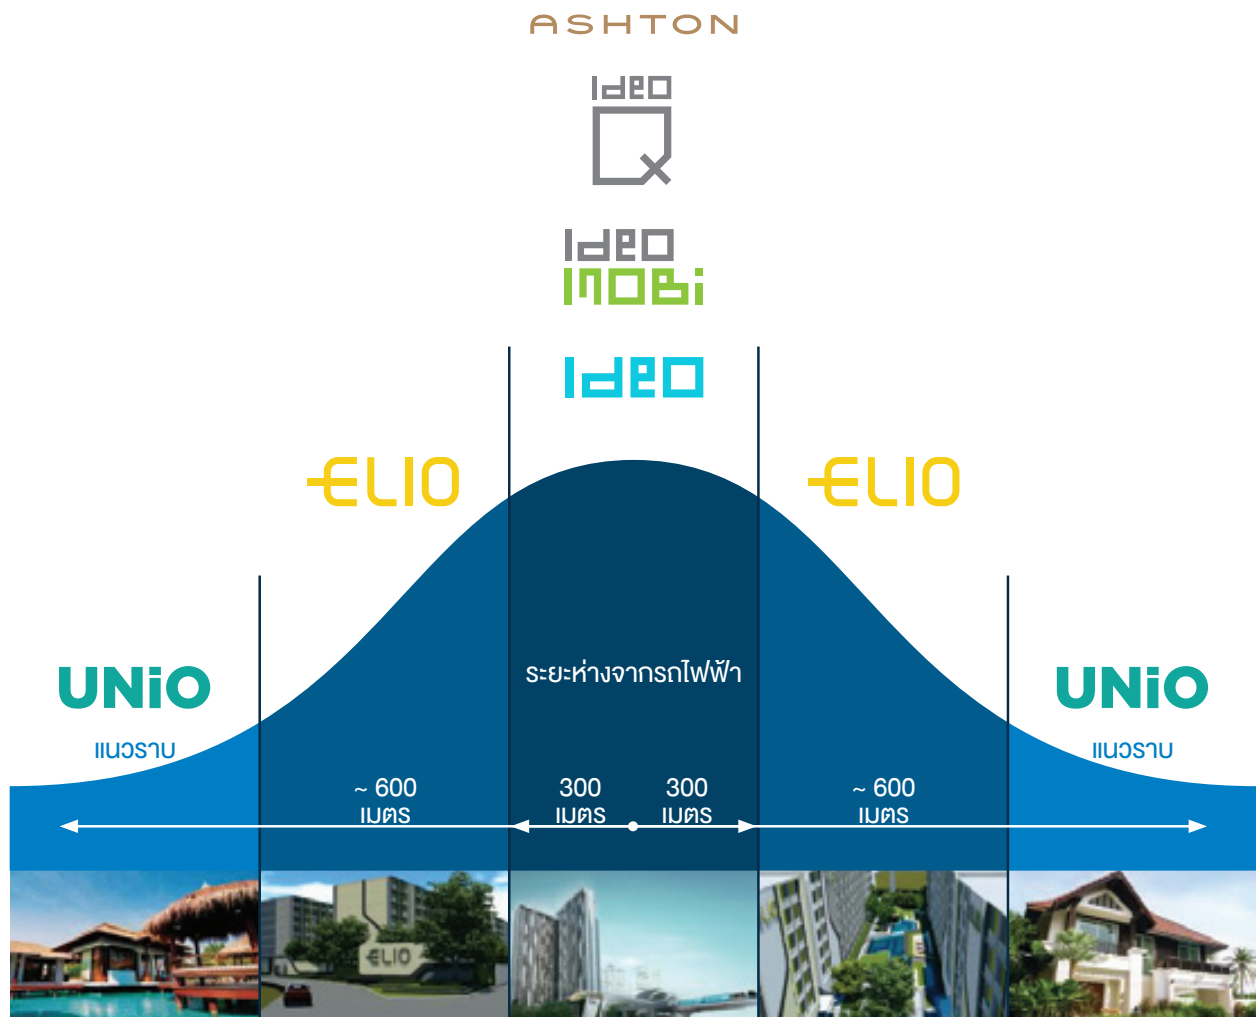 ASHTON
IdeO
Q
IdeO
MOBi
IdeO
ELIO
ELIO
ระยะห่างจากรถไฟฟ้า
UNiO
UNiO
แนวราบ
แนวราบ
~ 600
เมตร
300
เมตร
300
เมตร
~ 600
เมตร
ELIO